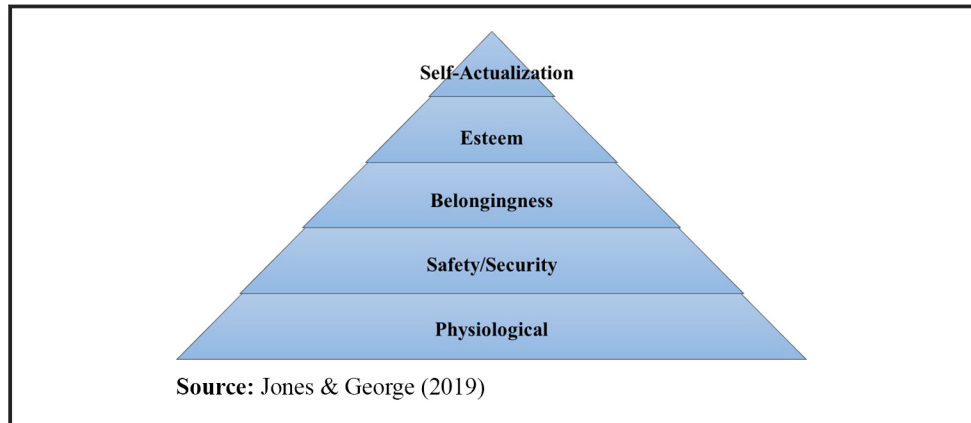 Self-Actualization
Esteem
Belongingness
Safety/Security
Physiological
Source: Jones & George (2019)